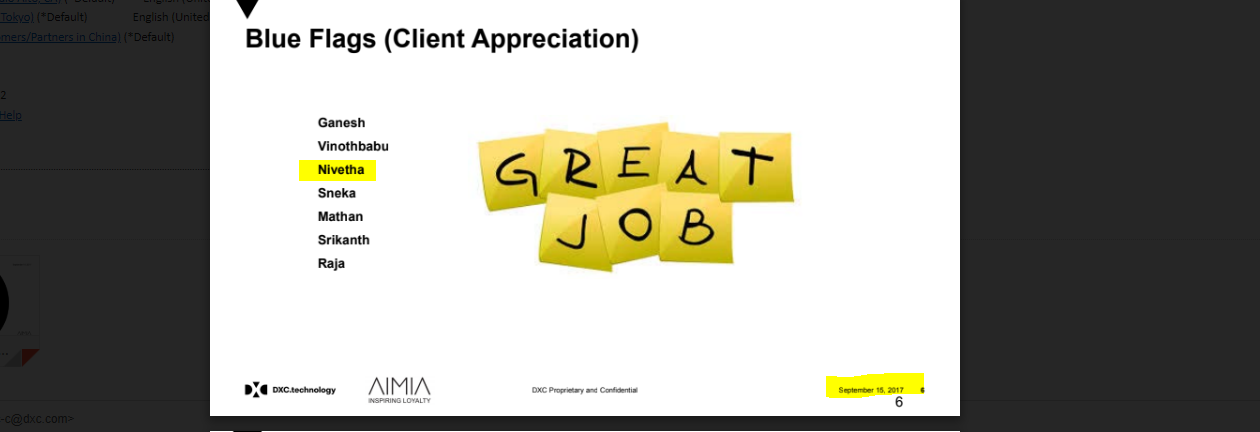 Tokyo) (*Default) English (United
mers/Partners in China) (*Default)
2
Help
-c@dxc.com>
Blue Flags (Client Appreciation)
Ganesh
Vinothbabu
Nivetha
Sneka
Mathan
Srikanth
Raja
GREAT
JOB
DXC.technology
AIMIA
INSPIRING LOYALTY
DXC Proprietary and Confidential
September 15, 2017 6
6